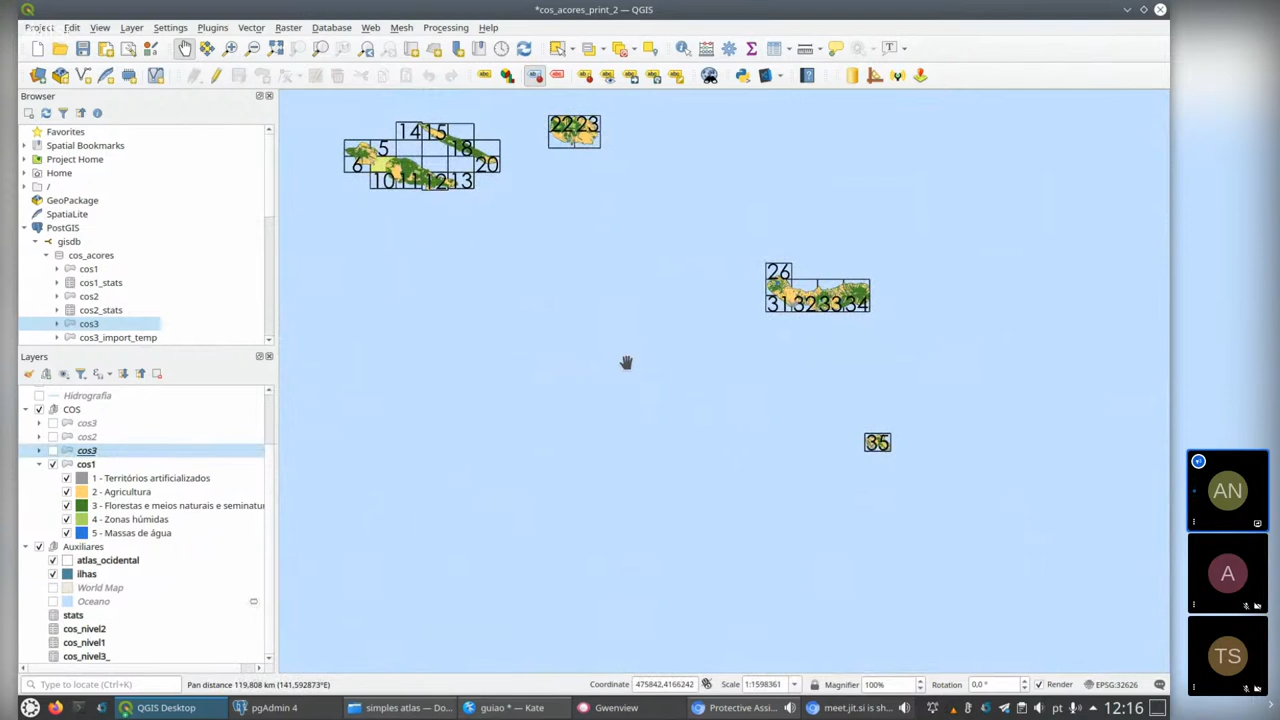 *cos_acores_print_2 — QGIS
Project Edit View Layer Settings Plugins Vector Raster Database Web Mesh Processing Help
Browser
Favorites
Spatial Bookmarks
Project Home
Home
/
GeoPackage
SpatiaLite
PostGIS
gisdb
cos_acores
cos1
cos1_stats
cos2
cos2_stats
cos3
cos3_import_temp
Layers
Hidrografia
COS
cos3
cos2
cos3
cos1
1 - Territórios artificializados
2 - Agricultura
3 - Florestas e meios naturais e seminatur
4 - Zonas húmidas
5 - Massas de água
Auxiliares
atlas_ocidental
ilhas
World Map
Oceano
stats
cos_nivel2
cos_nivel1
cos_nivel3_
14 15
5 18
6 20
10 11 12 13
22 23
26
31 32 33 34
35
AN
A
TS
Type to locate (Ctrl+K)
Pan distance 119,808 km (141,592873°E)
Coordinate 475842,4166242
Scale 1:1598361
Magnifier 100%
Rotation 0,0 °
Render
EPSG:32626
QGIS Desktop
pgAdmin 4
simples atlas — Do...
guiao * — Kate
Gwenview
Protective Assi...
meet.jit.si is sh...
pt
12:16